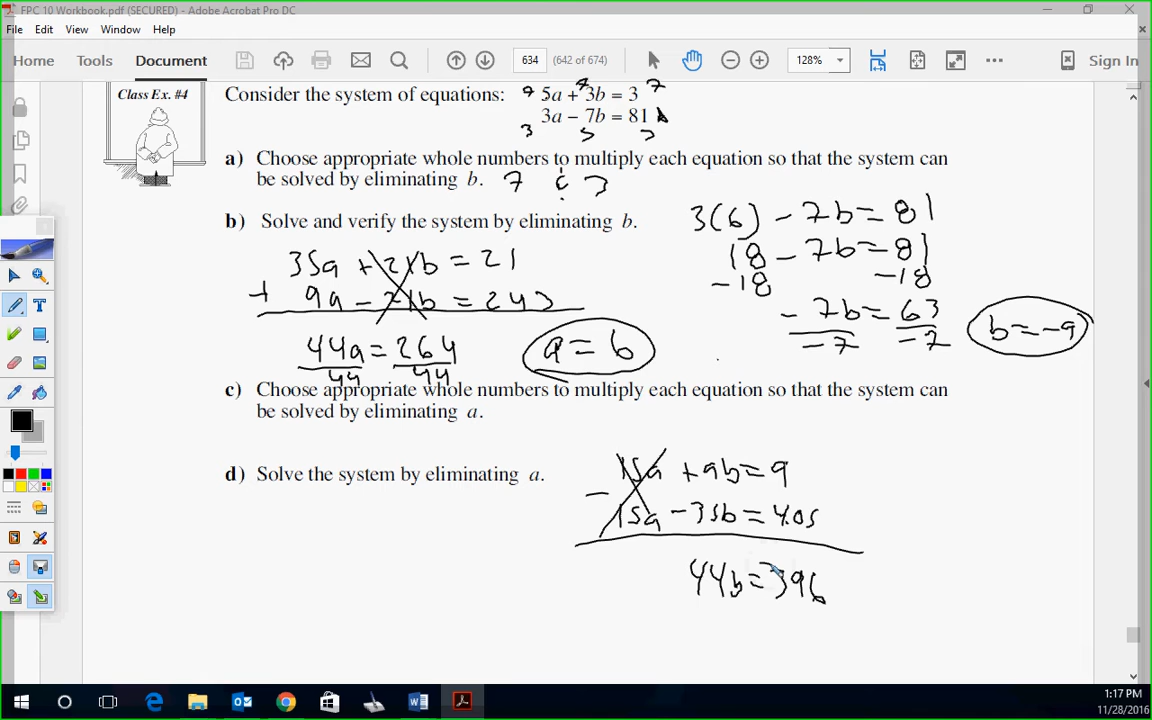 FPC 10 Workbook.pdf (SECURED) - Adobe Acrobat Pro DC
File Edit View Window Help
Home Tools Document 634 (642 of 674) 128% Sign In
Class Ex. #4
Consider the system of equations: 5a + 3b = 3
3a − 7b = 81
a) Choose appropriate whole numbers to multiply each equation so that the system can
be solved by eliminating b. 7 & 3
b) Solve and verify the system by eliminating b.
35a + 21b = 21
+ 9a - 21b = 243
44a = 264
44 44
a = 6
3(6) - 7b = 81
18 - 7b = 81
-18 -18
- 7b = 63
-7 -7
b = -9
c) Choose appropriate whole numbers to multiply each equation so that the system can
be solved by eliminating a.
d) Solve the system by eliminating a.
15a + 9b = 9
- 15a - 35b = 405
44b = 396
1:17 PM
11/28/2016